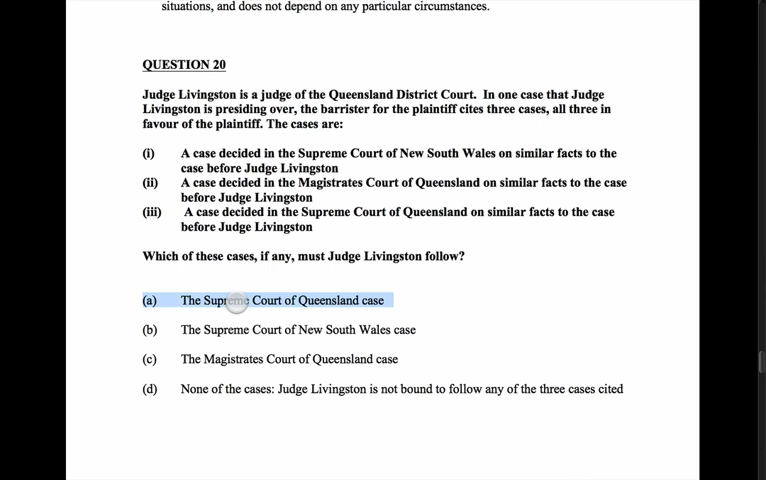 situations, and does not depend on any particular circumstances.
QUESTION 20
Judge Livingston is a judge of the Queensland District Court. In one case that Judge
Livingston is presiding over, the barrister for the plaintiff cites three cases, all three in
favour of the plaintiff. The cases are:
(i) A case decided in the Supreme Court of New South Wales on similar facts to the
case before Judge Livingston
(ii) A case decided in the Magistrates Court of Queensland on similar facts to the case
before Judge Livingston
(iii) A case decided in the Supreme Court of Queensland on similar facts to the case
before Judge Livingston
Which of these cases, if any, must Judge Livingston follow?
(a) The Supreme Court of Queensland case
(b) The Supreme Court of New South Wales case
(c) The Magistrates Court of Queensland case
(d) None of the cases: Judge Livingston is not bound to follow any of the three cases cited